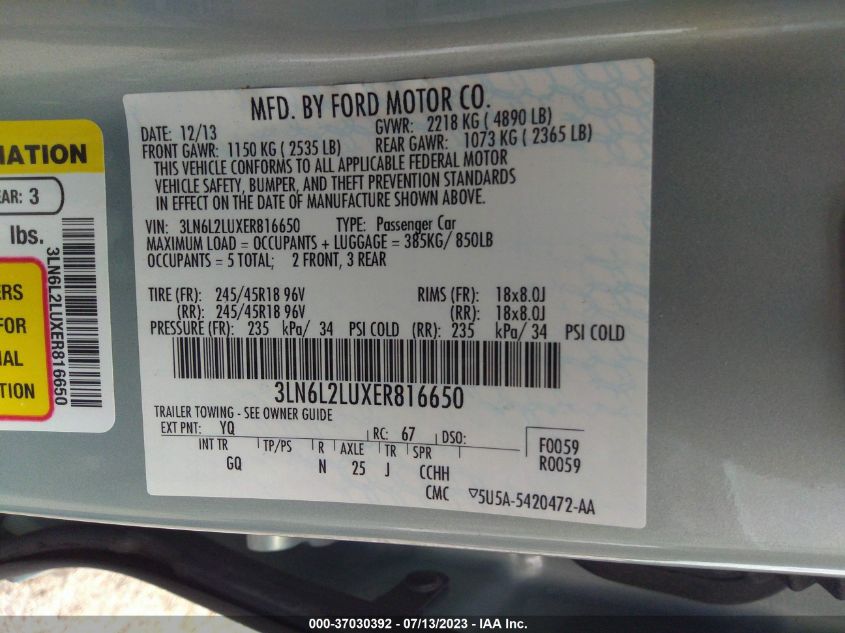 MFD. BY FORD MOTOR CO.
DATE: 12/13 GVWR: 2218 KG ( 4890 LB)
FRONT GAWR: 1150 KG ( 2535 LB) REAR GAWR: 1073 KG ( 2365 LB)
THIS VEHICLE CONFORMS TO ALL APPLICABLE FEDERAL MOTOR
VEHICLE SAFETY, BUMPER, AND THEFT PREVENTION STANDARDS
IN EFFECT ON THE DATE OF MANUFACTURE SHOWN ABOVE.
VIN: 3LN6L2LUXER816650 TYPE: Passenger Car
MAXIMUM LOAD = OCCUPANTS + LUGGAGE = 385KG/ 850LB
OCCUPANTS = 5 TOTAL; 2 FRONT, 3 REAR
TIRE (FR): 245/45R18 96V RIMS (FR): 18x8.0J
(RR): 245/45R18 96V (RR): 18x8.0J
PRESSURE (FR): 235 kPa/ 34 PSI COLD (RR): 235 kPa/ 34 PSI COLD
3LN6L2LUXER816650
TRAILER TOWING - SEE OWNER GUIDE
EXT PNT: YQ RC: 67 DSO: F0059
INT TR TP/PS R AXLE TR SPR R0059
GQ N 25 J CCHH
CMC ▽5U5A-5420472-AA
MATION
EAR: 3
lbs.
ERS
FOR
IAL
TION
3LN6L2LUXER816650
000-37030392 - 07/13/2023 - IAA Inc.